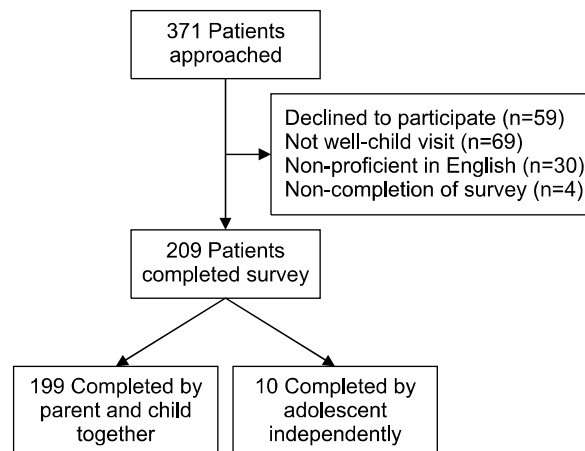 371 Patients
approached
Declined to participate (n=59)
Not well-child visit (n=69)
Non-proficient in English (n=30)
Non-completion of survey (n=4)
209 Patients
completed survey
199 Completed by
parent and child
together
10 Completed by
adolescent
independently